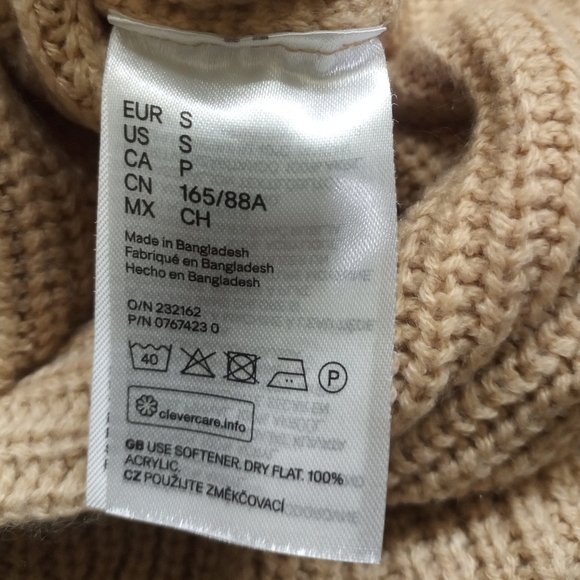 EUR S
US S
CA P
CN 165/88A
MX CH
Made in Bangladesh
Fabriqué en Bangladesh
Hecho en Bangladesh
O/N 232162
P/N 0767423 0
40 P
clevercare.info
GB USE SOFTENER. DRY FLAT. 100%
ACRYLIC.
CZ POUŽIJTE ZMĚKČOVACÍ